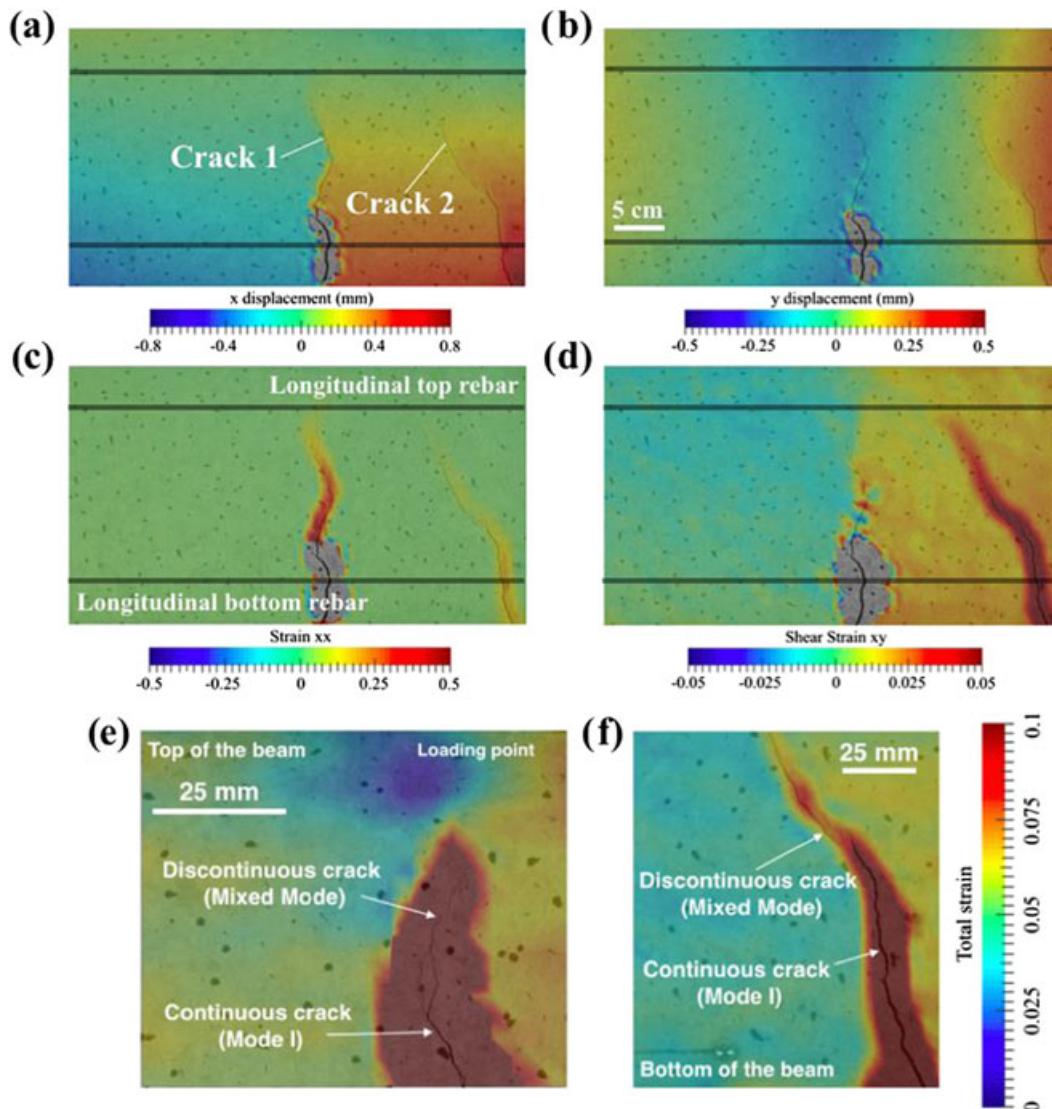 (a)
(b)
Crack 1
Crack 2
5 cm
x displacement (mm)
-0.8 -0.4 0 0.4 0.8
y displacement (mm)
-0.5 -0.25 0 0.25 0.5
(c)
(d)
Longitudinal top rebar
Longitudinal bottom rebar
Strain xx
-0.5 -0.25 0 0.25 0.5
Shear Strain xy
-0.05 -0.025 0 0.025 0.05
(e)
Top of the beam
Loading point
25 mm
Discontinuous crack
(Mixed Mode)
Continuous crack
(Mode I)
(f)
25 mm
Discontinuous crack
(Mixed Mode)
Continuous crack
(Mode I)
Bottom of the beam
Total strain
0 0.025 0.05 0.075 0.1